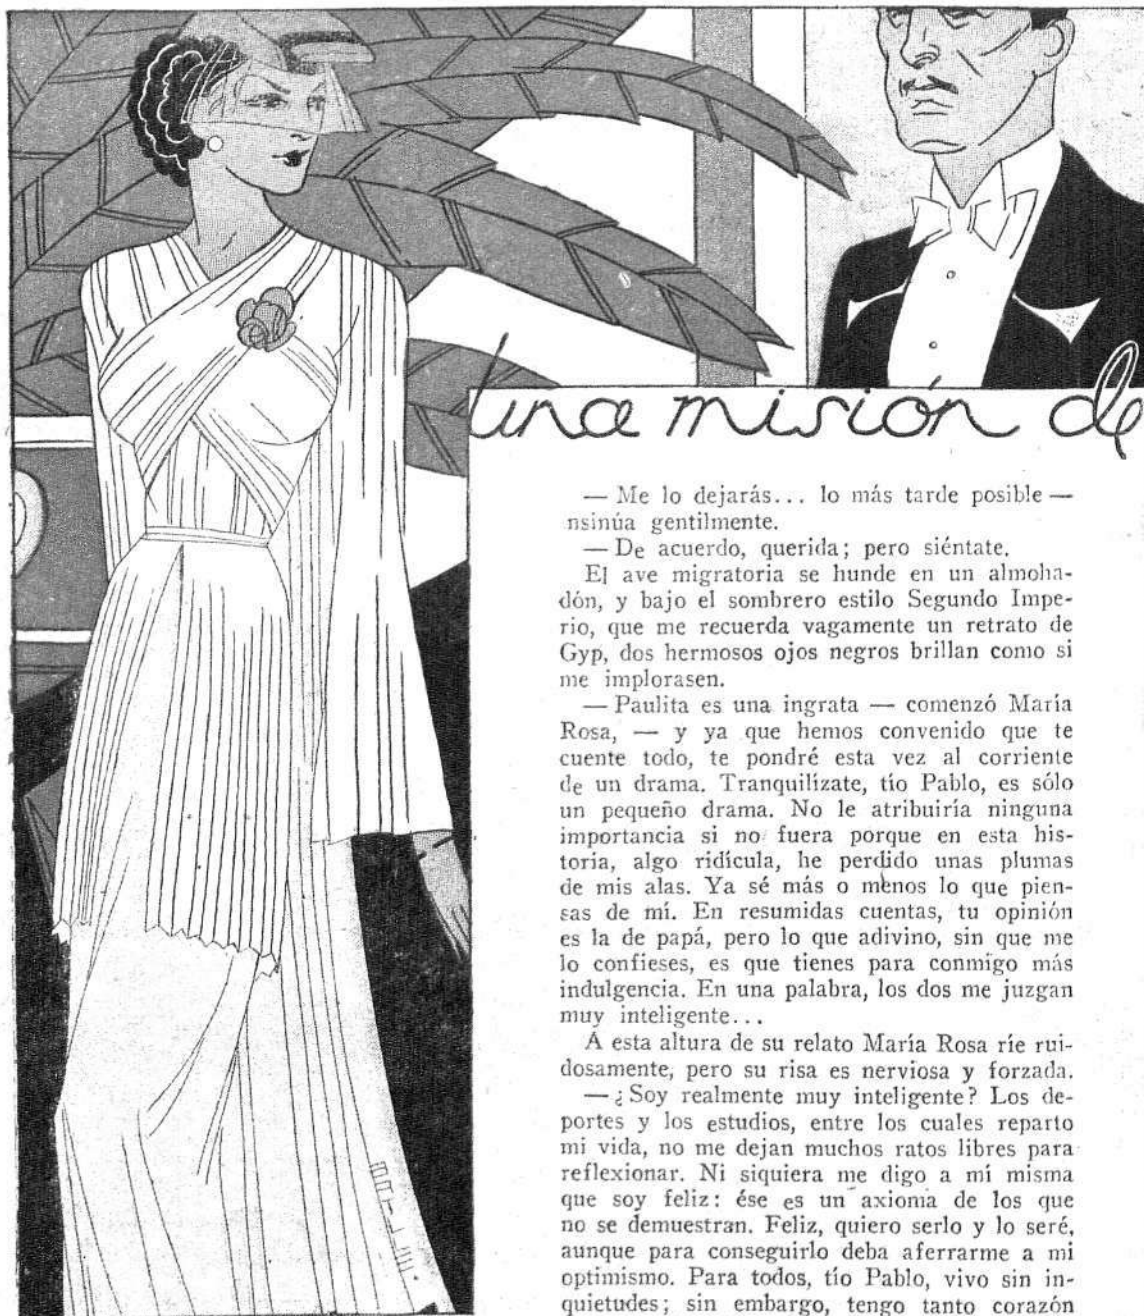 una misión de
— Me lo dejarás... lo más tarde posible —
nsinúa gentilmente.
— De acuerdo, querida; pero siéntate.
El ave migratoria se hunde en un almoha-
dón, y bajo el sombrero estilo Segundo Impe-
rio, que me recuerda vagamente un retrato de
Gyp, dos hermosos ojos negros brillan como si
me implorasen.
— Paulita es una ingrata — comenzó María
Rosa, — y ya que hemos convenido que te
cuente todo, te pondré esta vez al corriente
de un drama. Tranquilízate, tío Pablo, es sólo
un pequeño drama. No le atribuiría ninguna
importancia si no fuera porque en esta his-
toria, algo ridícula, he perdido unas plumas
de mis alas. Ya sé más o menos lo que pien-
sas de mí. En resumidas cuentas, tu opinión
es la de papá, pero lo que adivino, sin que me
lo confieses, es que tienes para conmigo más
indulgencia. En una palabra, los dos me juzgan
muy inteligente...
A esta altura de su relato María Rosa ríe rui-
dosamente, pero su risa es nerviosa y forzada.
— ¿Soy realmente muy inteligente? Los de-
portes y los estudios, entre los cuales reparto
mi vida, no me dejan muchos ratos libres para
reflexionar. Ni siquiera me digo a mí misma
que soy feliz: ése es un axioma de los que
no se demuestran. Feliz, quiero serlo y lo seré,
aunque para conseguirlo deba aferrarme a mi
optimismo. Para todos, tío Pablo, vivo sin in-
quietudes; sin embargo, tengo tanto corazón